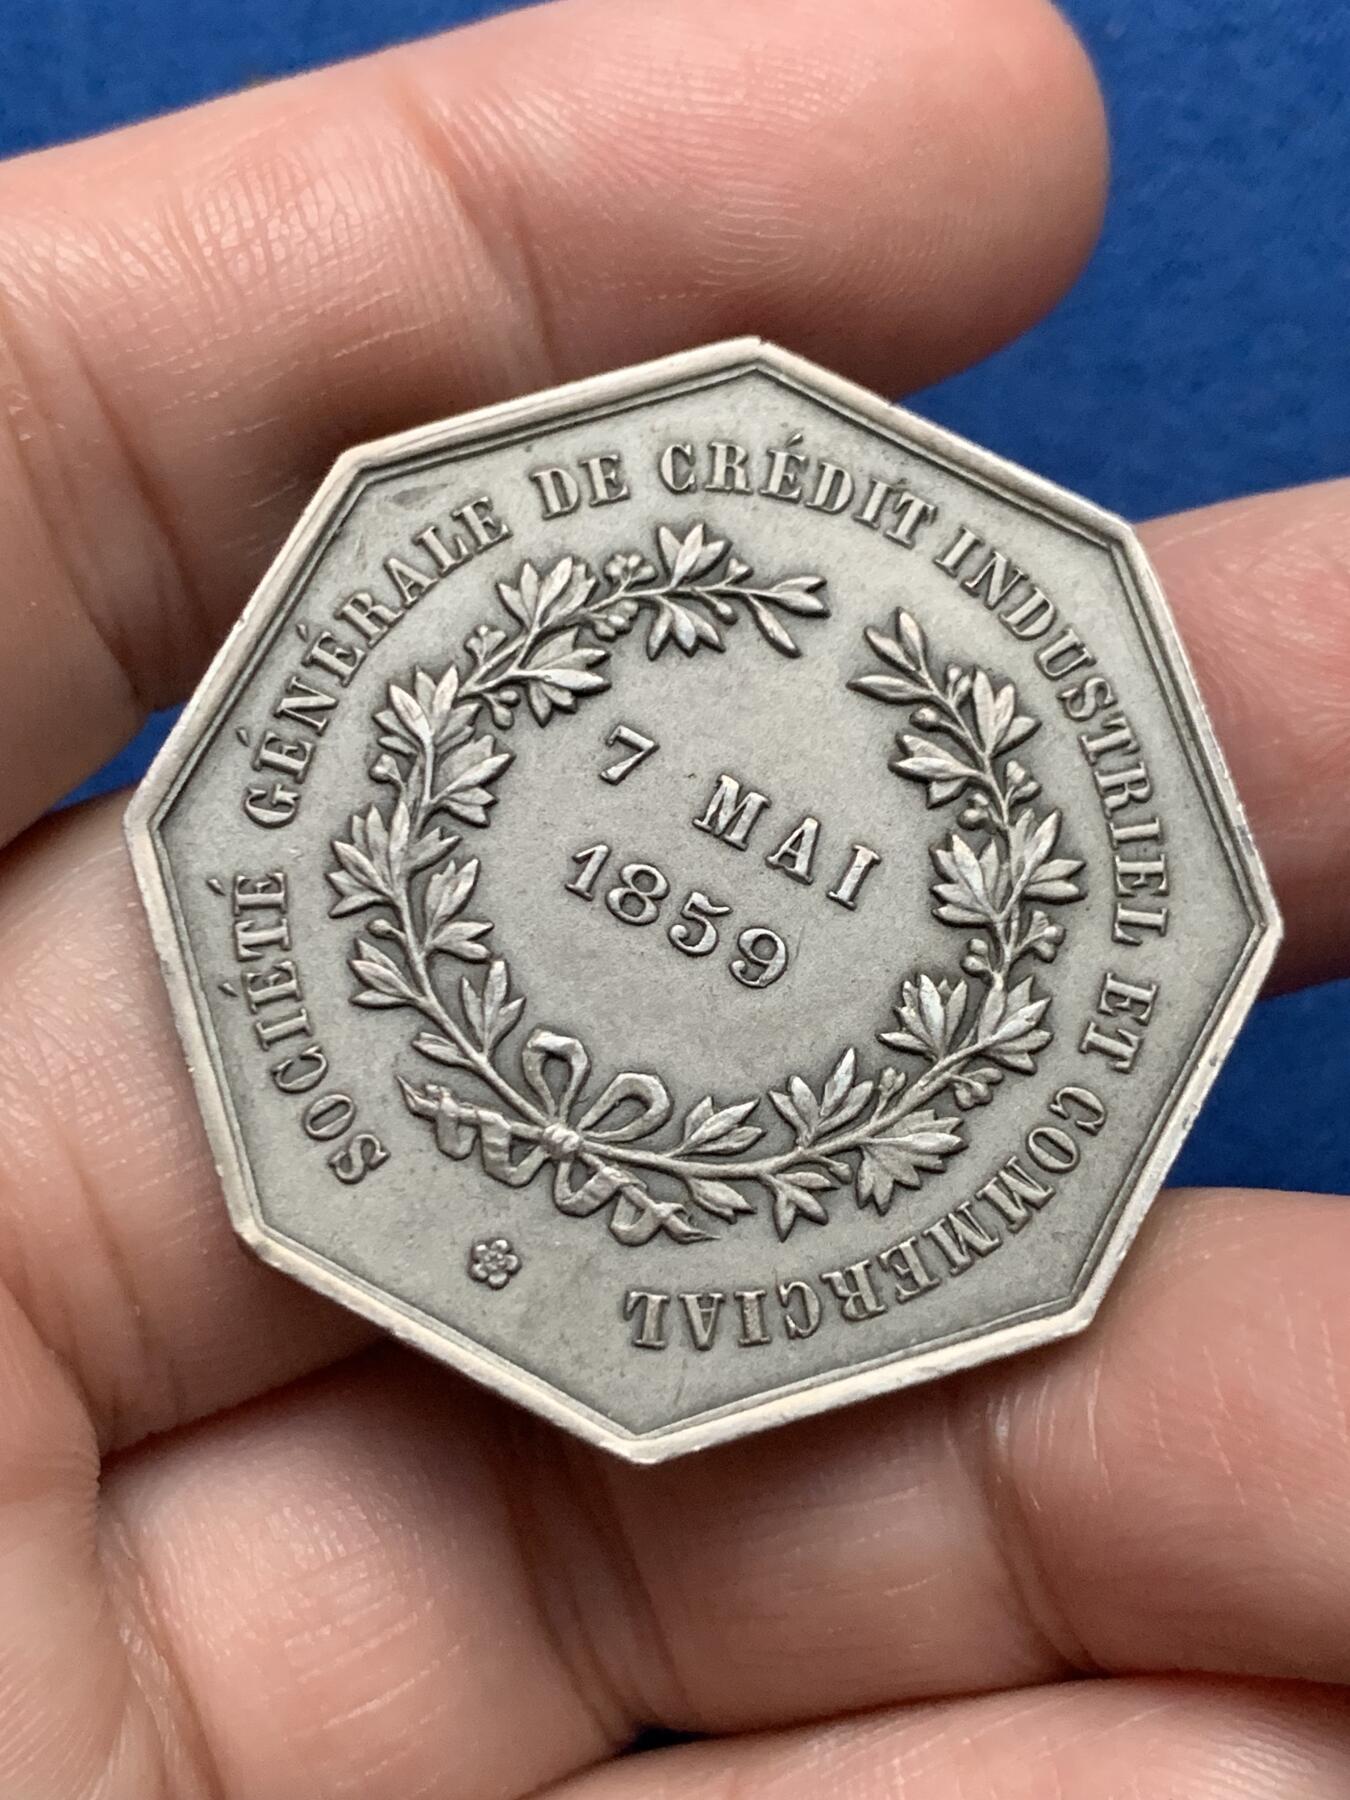 SOCIÉTÉ GÉNÉRALE DE CRÉDIT INDUSTRIEL ET COMMERCIAL
7 MAI
1859